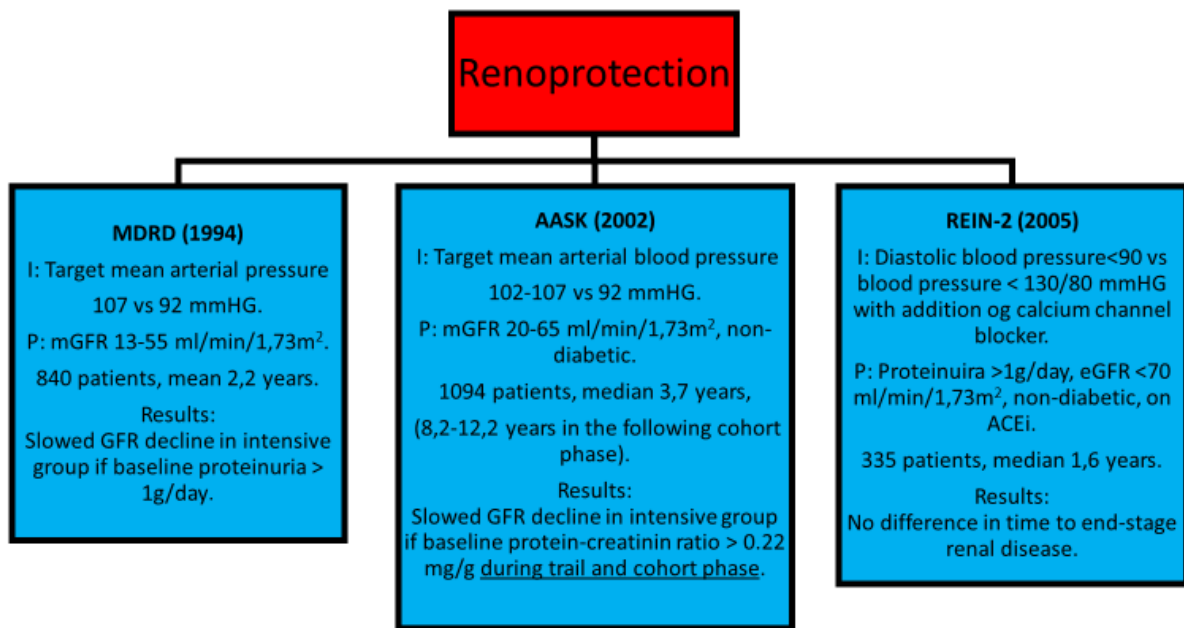 Renoprotection
MDRD (1994)
I: Target mean arterial pressure
107 vs 92 mmHG.
P: mGFR 13-55 ml/min/1,73m².
840 patients, mean 2,2 years.
Results:
Slowed GFR decline in intensive
group if baseline proteinuria >
1g/day.
AASK (2002)
I: Target mean arterial blood pressure
102-107 vs 92 mmHG.
P: mGFR 20-65 ml/min/1,73m², non-
diabetic.
1094 patients, median 3,7 years,
(8,2-12,2 years in the following cohort
phase).
Results:
Slowed GFR decline in intensive group
if baseline protein-creatinin ratio > 0.22
mg/g during trail and cohort phase.
REIN-2 (2005)
I: Diastolic blood pressure<90 vs
blood pressure < 130/80 mmHG
with addition og calcium channel
blocker.
P: Proteinuira >1g/day, eGFR <70
ml/min/1,73m², non-diabetic, on
ACEi.
335 patients, median 1,6 years.
Results:
No difference in time to end-stage
renal disease.